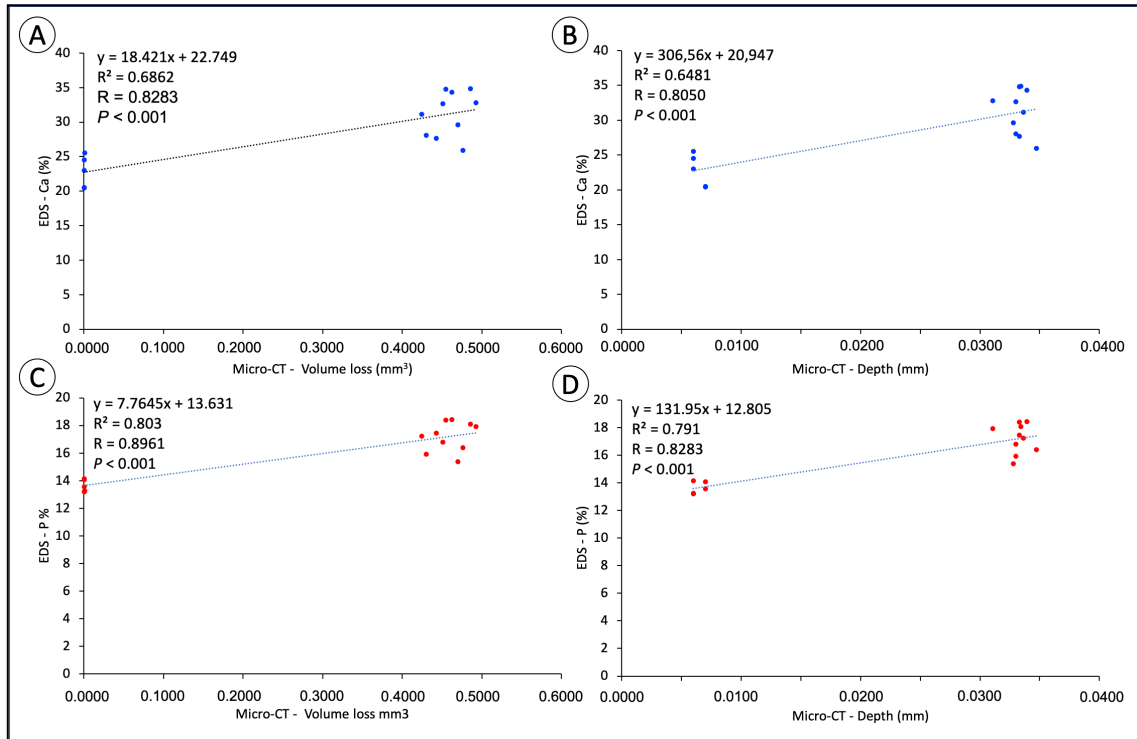 A
y = 18.421x + 22.749
R² = 0.6862
R = 0.8283
P < 0.001
EDS - Ca (%)
40
35
30
25
20
15
10
5
0
0.0000 0.1000 0.2000 0.3000 0.4000 0.5000 0.6000
Micro-CT - Volume loss (mm³)
B
y = 306,56x + 20,947
R² = 0.6481
R = 0.8050
P < 0.001
EDS - Ca (%)
40
35
30
25
20
15
10
5
0
0.0000 0.0100 0.0200 0.0300 0.0400
Micro-CT - Depth (mm)
C
y = 7.7645x + 13.631
R² = 0.803
R = 0.8961
P < 0.001
EDS - P %
20
18
16
14
12
10
8
6
4
2
0
0.0000 0.1000 0.2000 0.3000 0.4000 0.5000 0.6000
Micro-CT - Volume loss mm3
D
y = 131.95x + 12.805
R² = 0.791
R = 0.8283
P < 0.001
EDS - P (%)
20
18
16
14
12
10
8
6
4
2
0
0.0000 0.0100 0.0200 0.0300 0.0400
Micro-CT - Depth (mm)